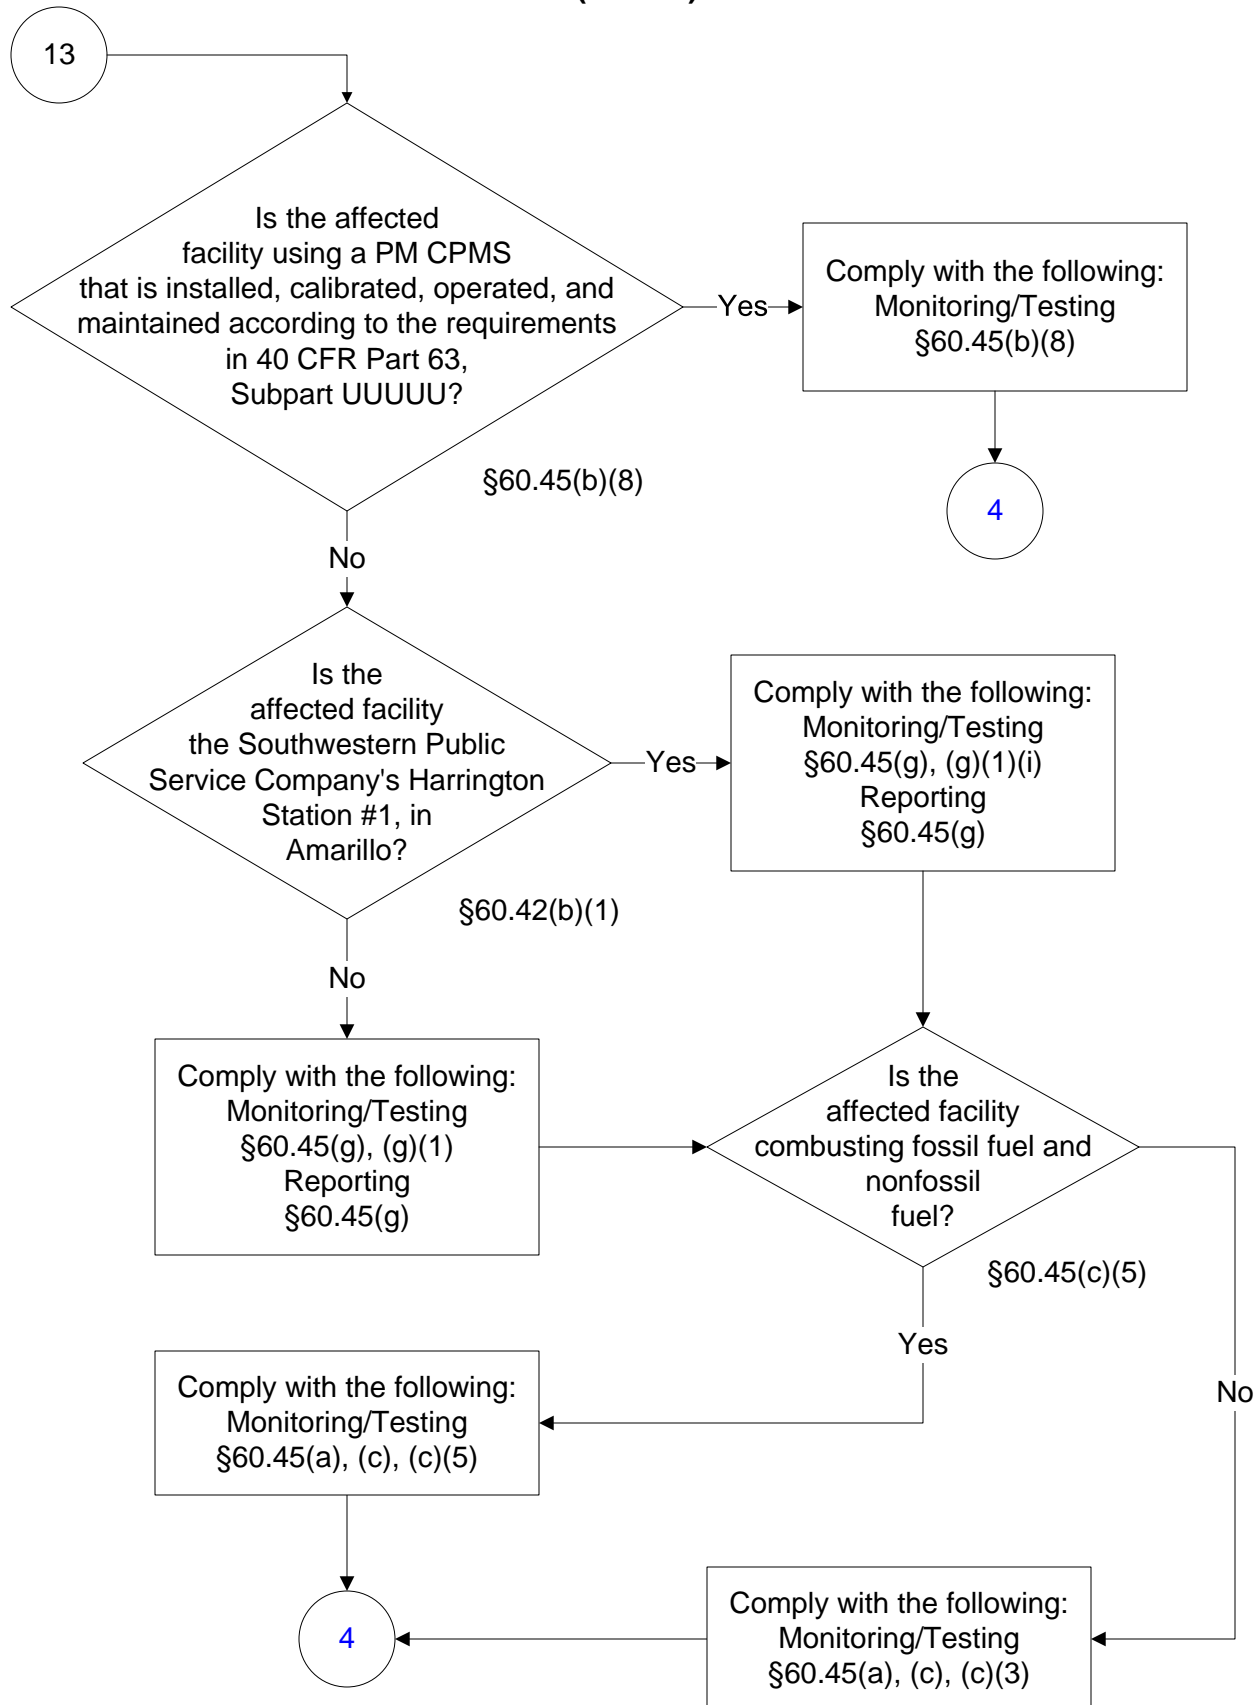 13
Is the affected
facility using a PM CPMS
that is installed, calibrated, operated, and
maintained according to the requirements
in 40 CFR Part 63,
Subpart UUUUU?
Yes
Comply with the following:
Monitoring/Testing
§60.45(b)(8)
§60.45(b)(8)
4
No
Is the
affected facility
the Southwestern Public
Service Company's Harrington
Station #1, in
Amarillo?
Yes
Comply with the following:
Monitoring/Testing
§60.45(g), (g)(1)(i)
Reporting
§60.45(g)
§60.42(b)(1)
No
Comply with the following:
Monitoring/Testing
§60.45(g), (g)(1)
Reporting
§60.45(g)
Is the
affected facility
combusting fossil fuel and
nonfossil
fuel?
§60.45(c)(5)
Yes
No
Comply with the following:
Monitoring/Testing
§60.45(a), (c), (c)(5)
4
Comply with the following:
Monitoring/Testing
§60.45(a), (c), (c)(3)